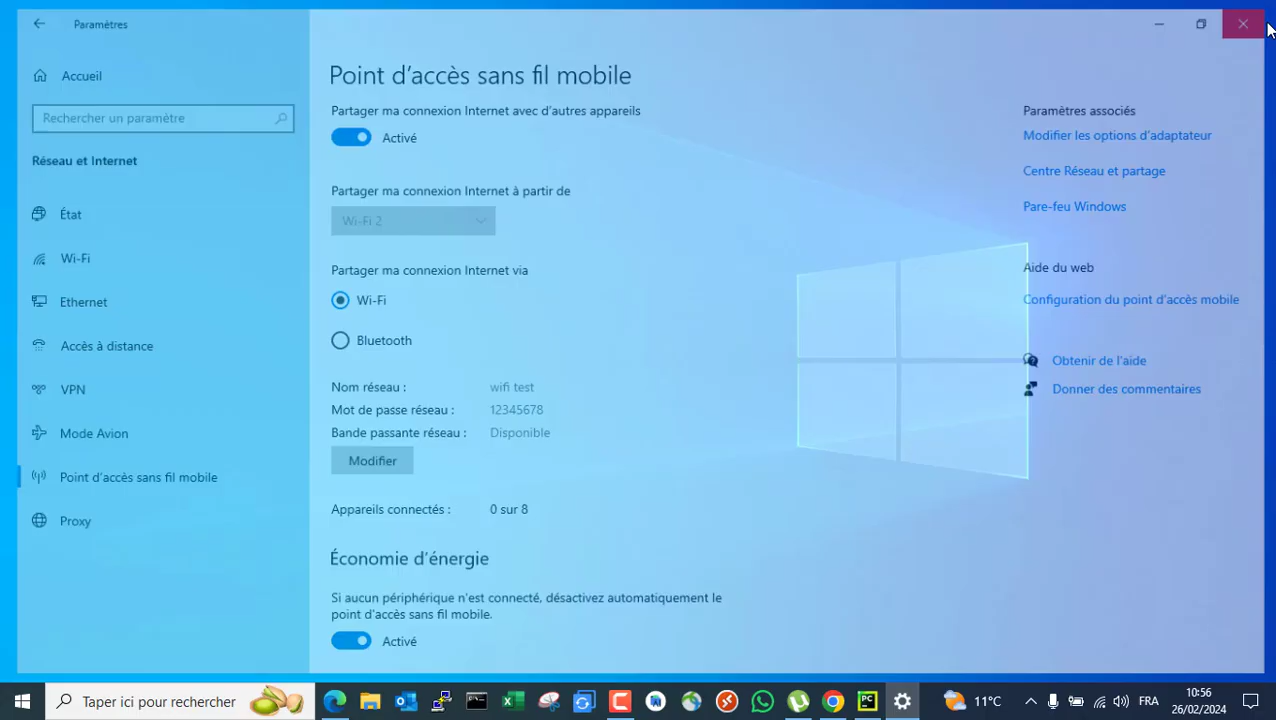 Paramètres
Accueil
Rechercher un paramètre
Réseau et Internet
État
Wi-Fi
Ethernet
Accès à distance
VPN
Mode Avion
Point d'accès sans fil mobile
Proxy
Point d'accès sans fil mobile
Partager ma connexion Internet avec d'autres appareils
Activé
Partager ma connexion Internet à partir de
Wi-Fi 2
Partager ma connexion Internet via
Wi-Fi
Bluetooth
Nom réseau : wifi test
Mot de passe réseau : 12345678
Bande passante réseau : Disponible
Modifier
Appareils connectés : 0 sur 8
Économie d'énergie
Si aucun périphérique n'est connecté, désactivez automatiquement le
point d'accès sans fil mobile.
Activé
Paramètres associés
Modifier les options d'adaptateur
Centre Réseau et partage
Pare-feu Windows
Aide du web
Configuration du point d'accès mobile
Obtenir de l'aide
Donner des commentaires
Taper ici pour rechercher
PC
11°C
FRA
10:56
26/02/2024